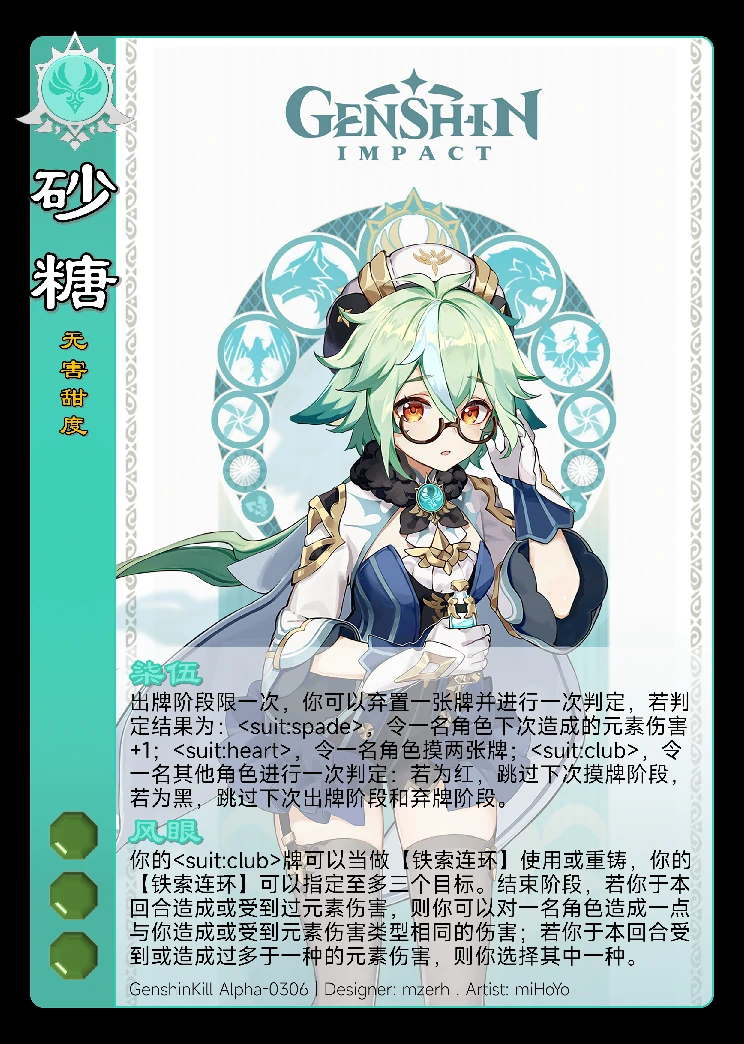 GENSHIN
IMPACT
砂
糖
无
害
甜
度
柒伍
出牌阶段限一次，你可以弃置一张牌并进行一次判定，若判
定结果为：<suit:spade>，令一名角色下次造成的元素伤害
+1；<suit:heart>，令一名角色摸两张牌；<suit:club>，令
一名其他角色进行一次判定：若为红，跳过下次摸牌阶段，
若为黑，跳过下次出牌阶段和弃牌阶段。
风眼
你的<suit:club>牌可以当做【铁索连环】使用或重铸，你的
【铁索连环】可以指定至多三个目标。结束阶段，若你于本
回合造成或受到过元素伤害，则你可以对一名角色造成一点
与你造成或受到元素伤害类型相同的伤害；若你于本回合受
到或造成过多于一种的元素伤害，则你选择其中一种。
GenshinKill Alpha-0306 | Designer: mzerh . Artist: miHoYo